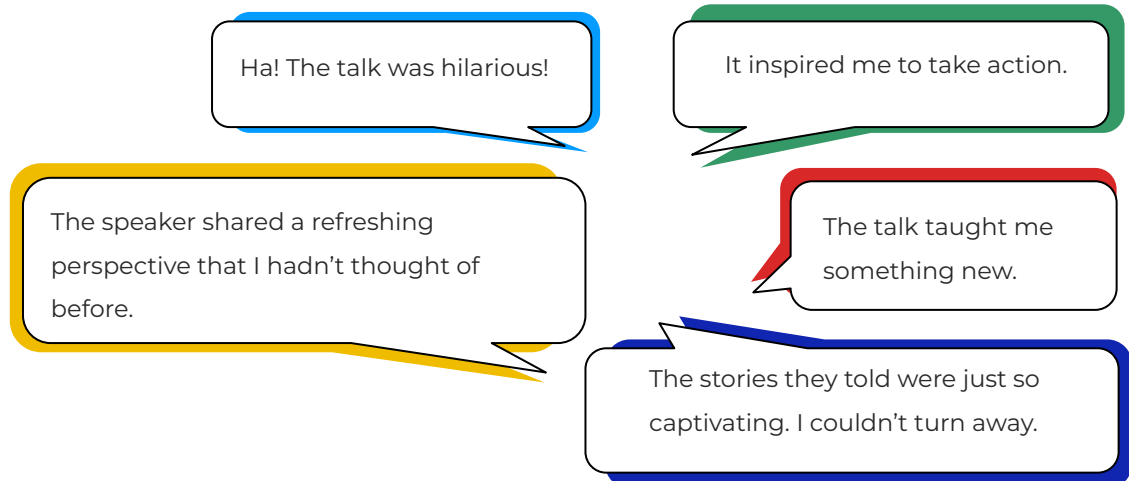 Ha! The talk was hilarious!
It inspired me to take action.
The speaker shared a refreshing
perspective that I hadn’t thought of
before.
The talk taught me
something new.
The stories they told were just so
captivating. I couldn’t turn away.